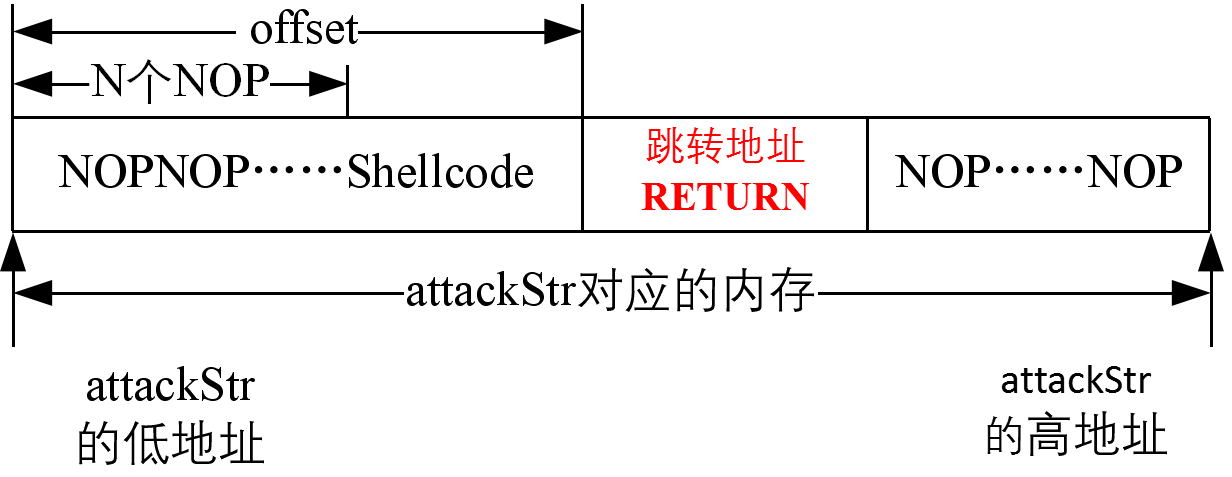 offset
N个NOP
NOPNOP……Shellcode
跳转地址
RETURN
NOP……NOP
attackStr对应的内存
attackStr
的低地址
attackStr
的高地址